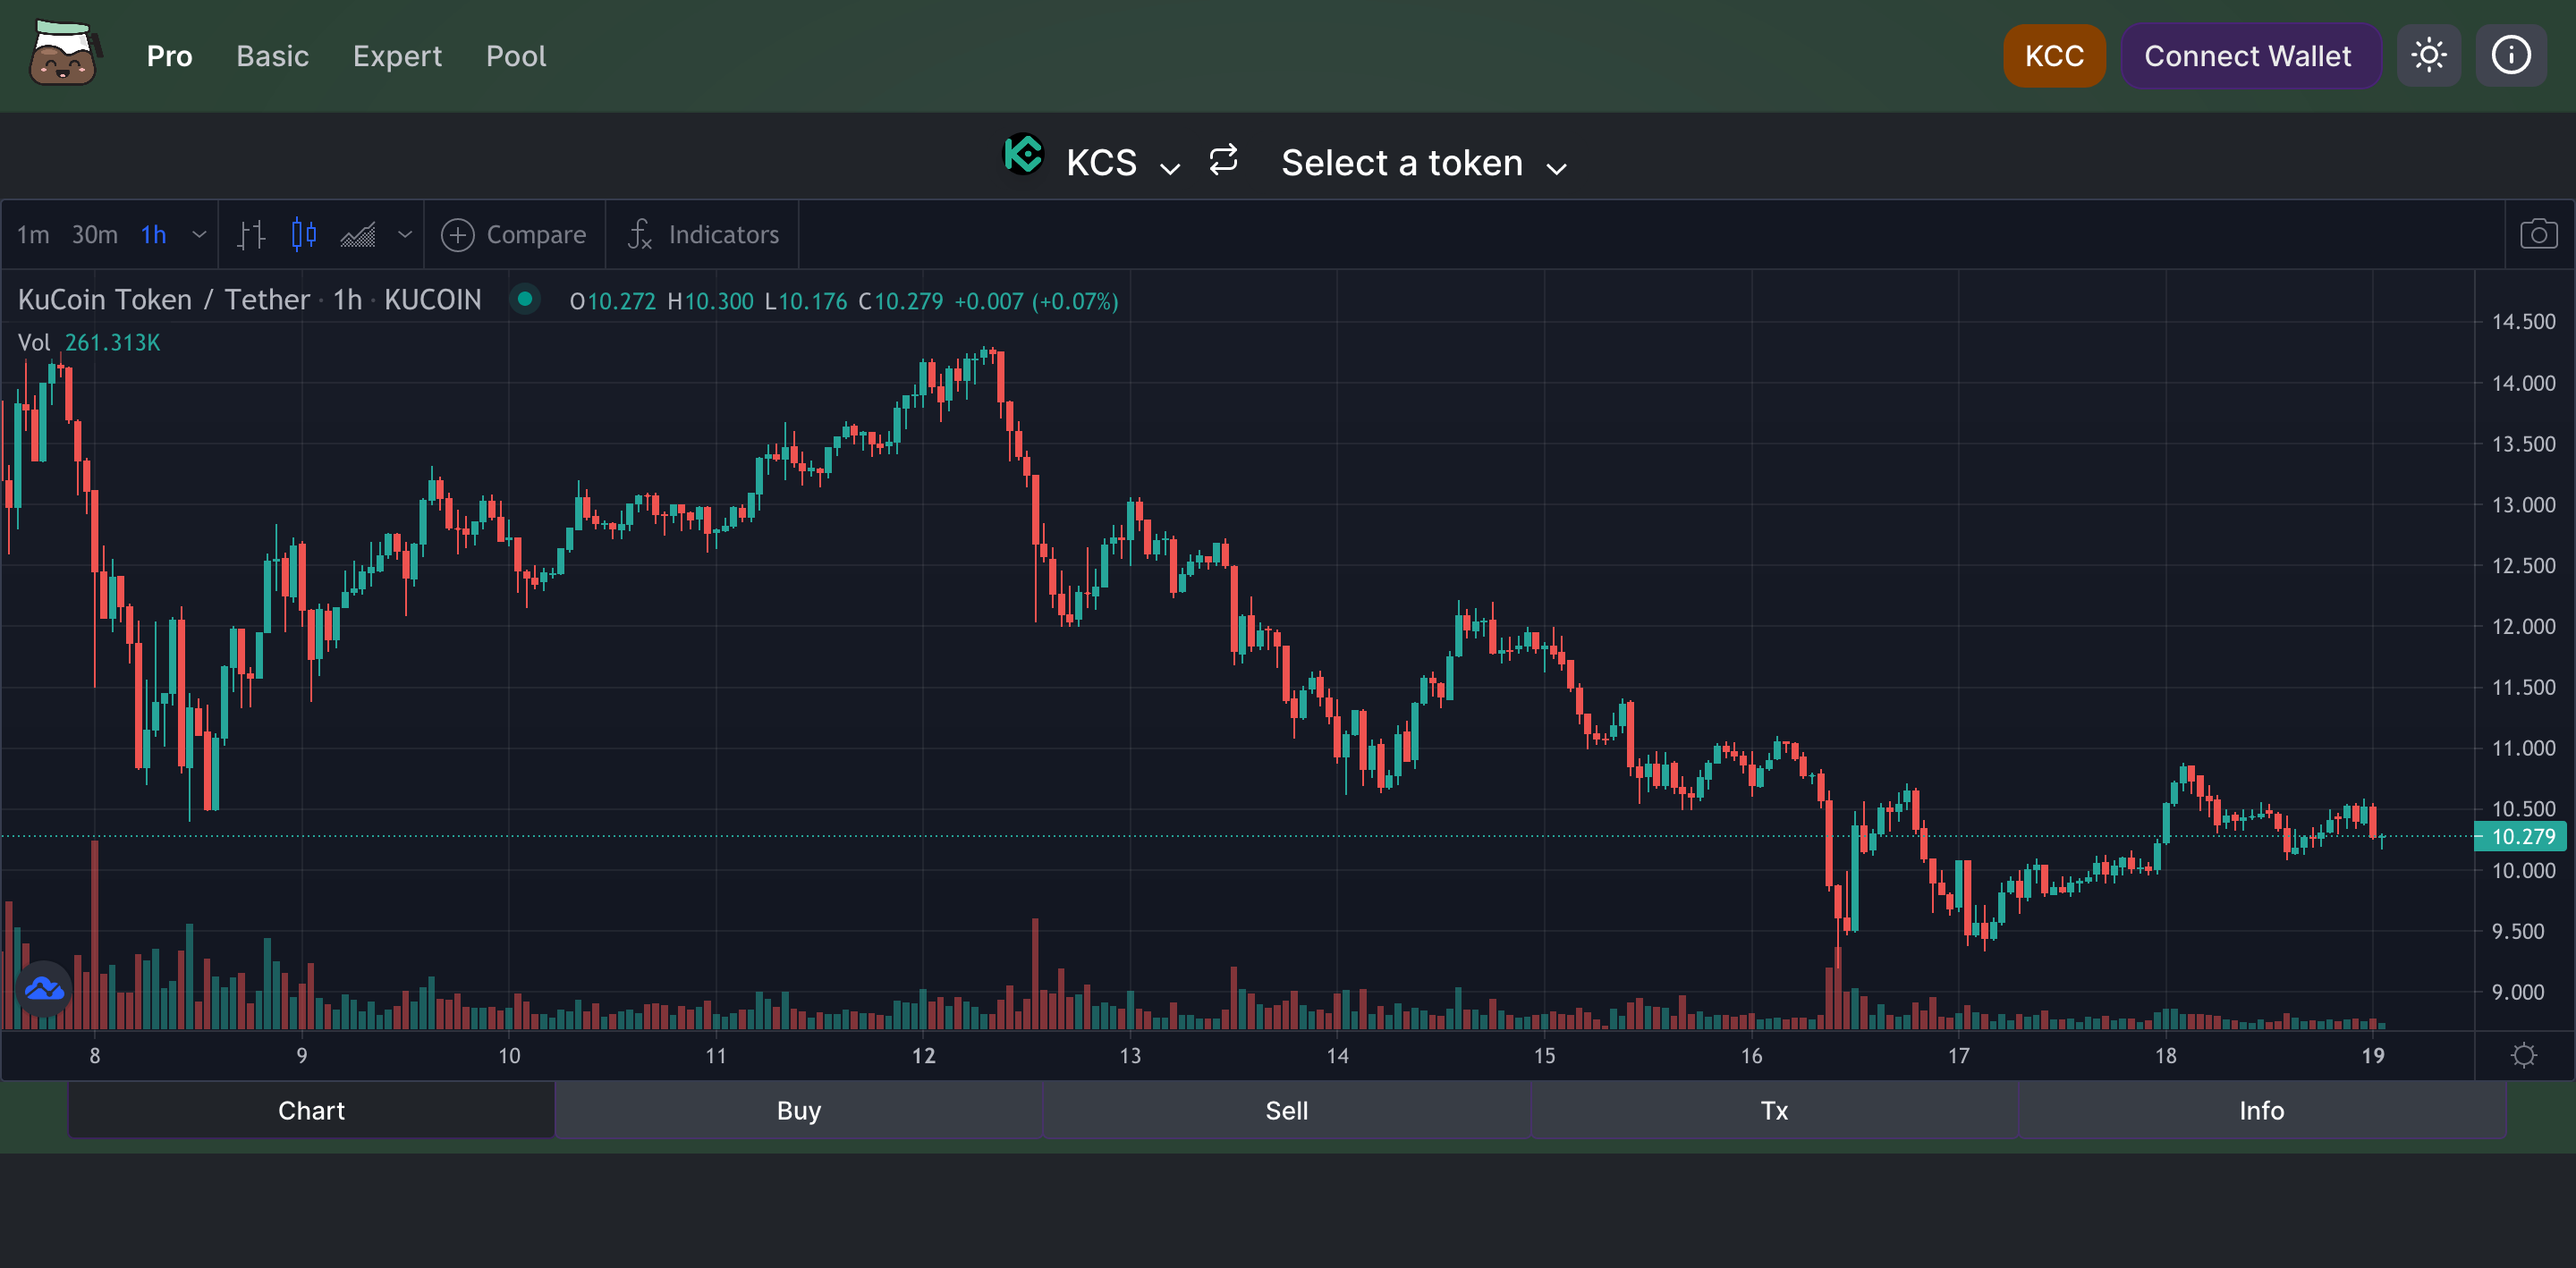 Pro Basic Expert Pool KCC Connect Wallet
KCS Select a token
1m 30m 1h Compare Indicators
KuCoin Token / Tether · 1h · KUCOIN O10.272 H10.300 L10.176 C10.279 +0.007 (+0.07%)
Vol 261.313K
14.500
14.000
13.500
13.000
12.500
12.000
11.500
11.000
10.500
10.279
10.000
9.500
9.000
8 9 10 11 12 13 14 15 16 17 18 19
Chart Buy Sell Tx Info